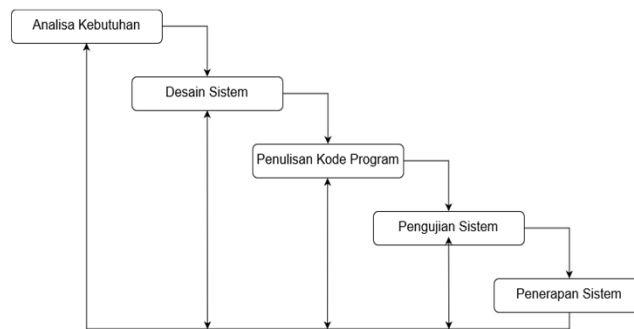 Analisa Kebutuhan
Desain Sistem
Penulisan Kode Program
Pengujian Sistem
Penerapan Sistem